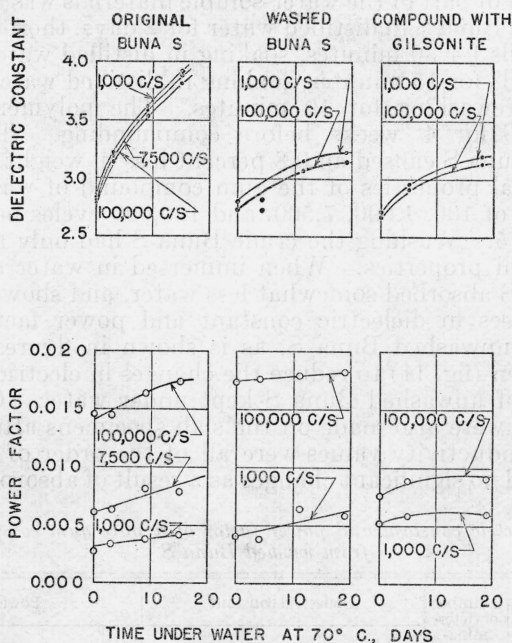 ORIGINAL
BUNA S
WASHED
BUNA S
COMPOUND WITH
GILSONITE
DIELECTRIC CONSTANT
4.0
3.5
3.0
2.5
1,000 C/S
7,500 C/S
100,000 C/S
1,000 C/S
100,000 C/S
1,000 C/S
100,000 C/S
POWER FACTOR
0.020
0.015
0.010
0.005
0.000
100,000 C/S
7,500 C/S
1,000 C/S
100,000 C/S
1,000 C/S
100,000 C/S
1,000 C/S
0 10 20 0 10 20 0 10 20
TIME UNDER WATER AT 70° C., DAYS